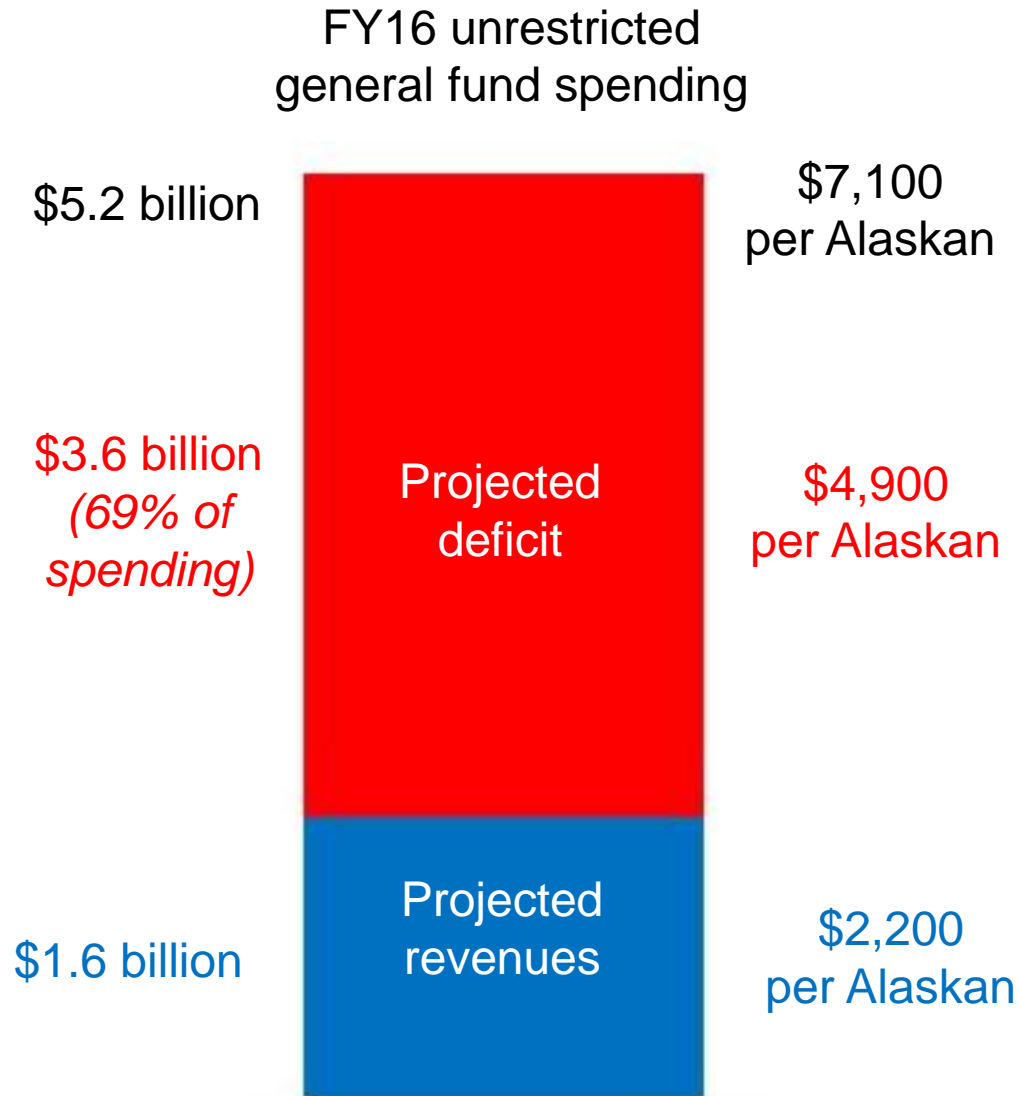 FY16 unrestricted
general fund spending
$5.2 billion
$7,100
per Alaskan
$3.6 billion
(69% of
spending)
Projected
deficit
$4,900
per Alaskan
$1.6 billion
Projected
revenues
$2,200
per Alaskan